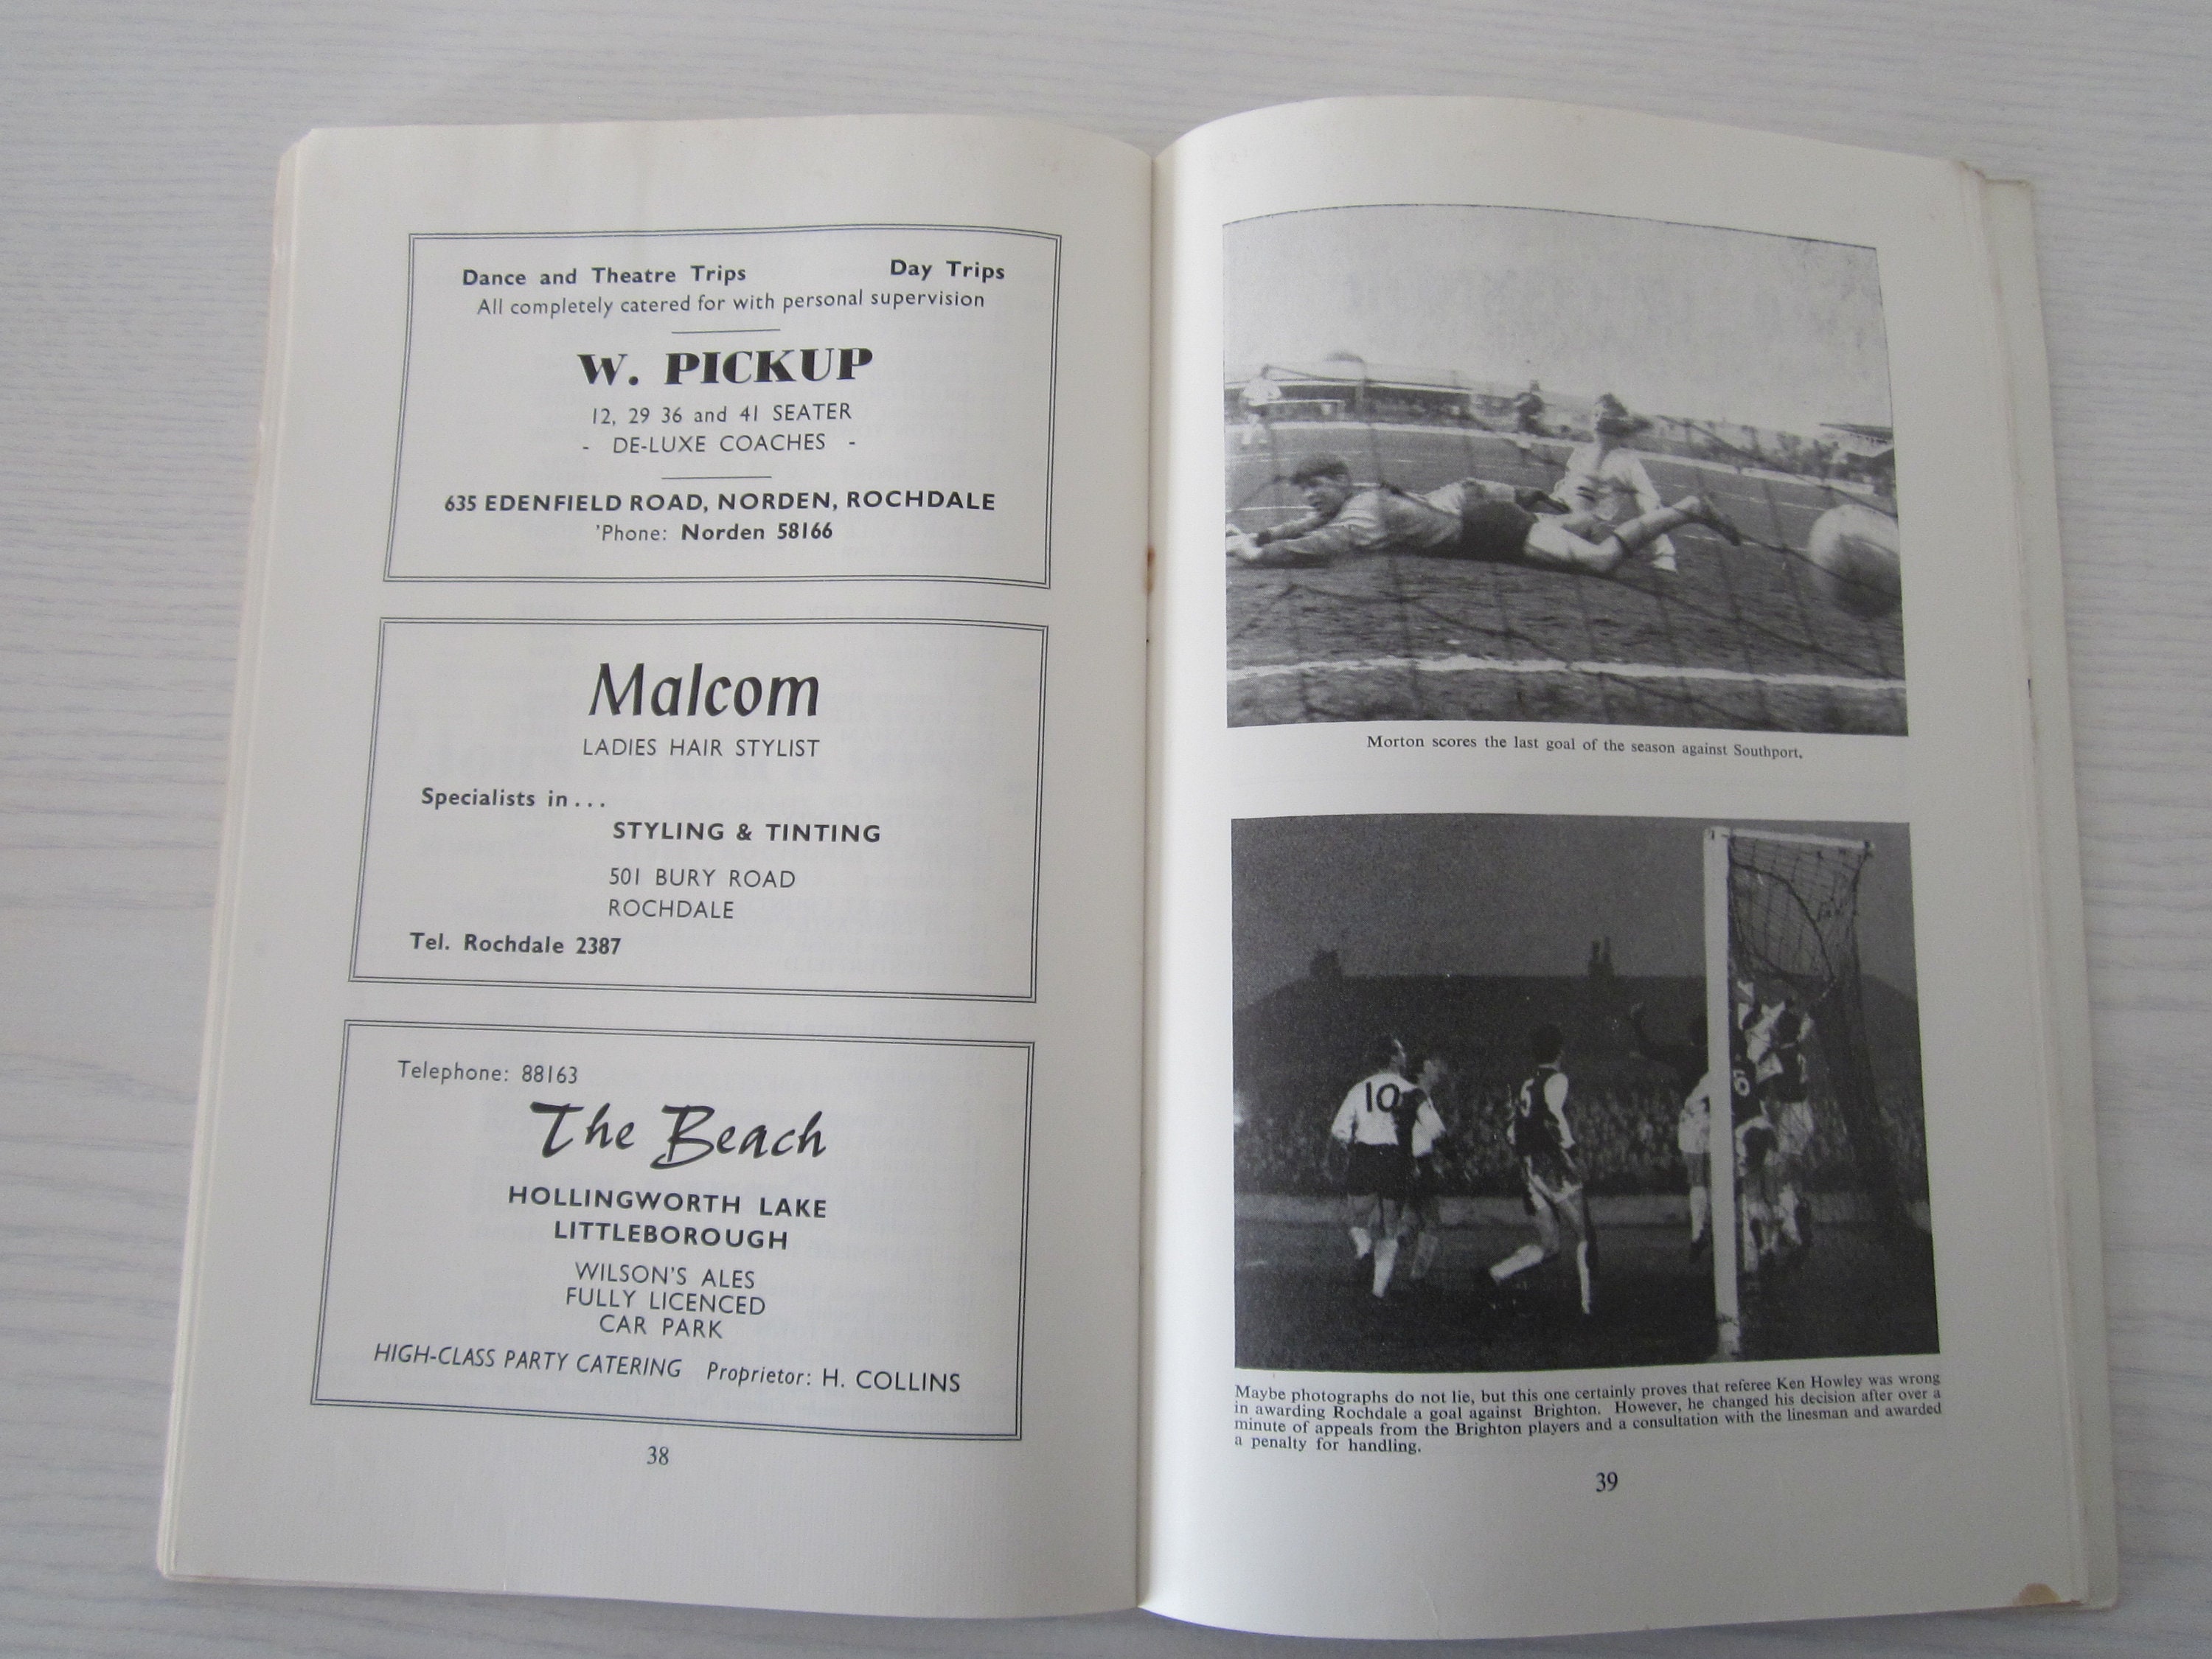 Dance and Theatre Trips Day Trips
All completely catered for with personal supervision
W. PICKUP
12, 29 36 and 41 SEATER
- DE-LUXE COACHES -
635 EDENFIELD ROAD, NORDEN, ROCHDALE
'Phone: Norden 58166
Malcom
LADIES HAIR STYLIST
Specialists in...
STYLING & TINTING
501 BURY ROAD
ROCHDALE
Tel. Rochdale 2387
Telephone: 88163
The Beach
HOLLINGWORTH LAKE
LITTLEBOROUGH
WILSON'S ALES
FULLY LICENCED
CAR PARK
HIGH-CLASS PARTY CATERING Proprietor: H. COLLINS
38
Morton scores the last goal of the season against Southport.
10
5
6
Maybe photographs do not lie, but this one certainly proves that referee Ken Howley was wrong
in awarding Rochdale a goal against Brighton. However, he changed his decision after over a
minute of appeals from the Brighton players and a consultation with the linesman and awarded
a penalty for handling.
39